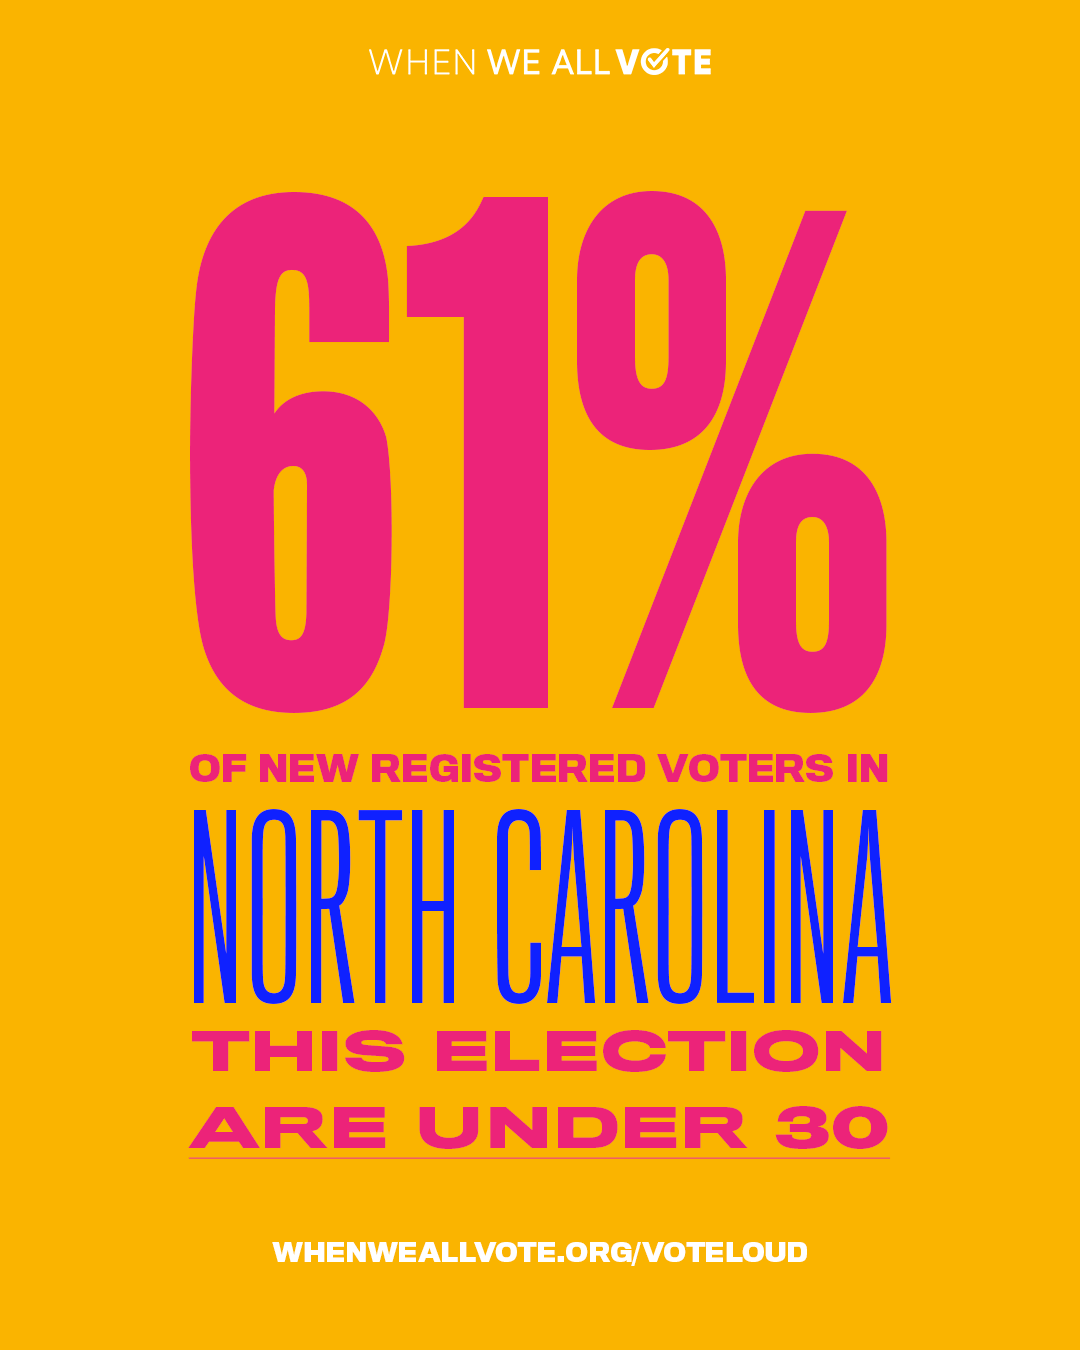 WHEN WE ALL VOTE
61%
OF NEW REGISTERED VOTERS IN
NORTH CAROLINA
THIS ELECTION
ARE UNDER 30
WHENWEALLVOTE.ORG/VOTELOUD